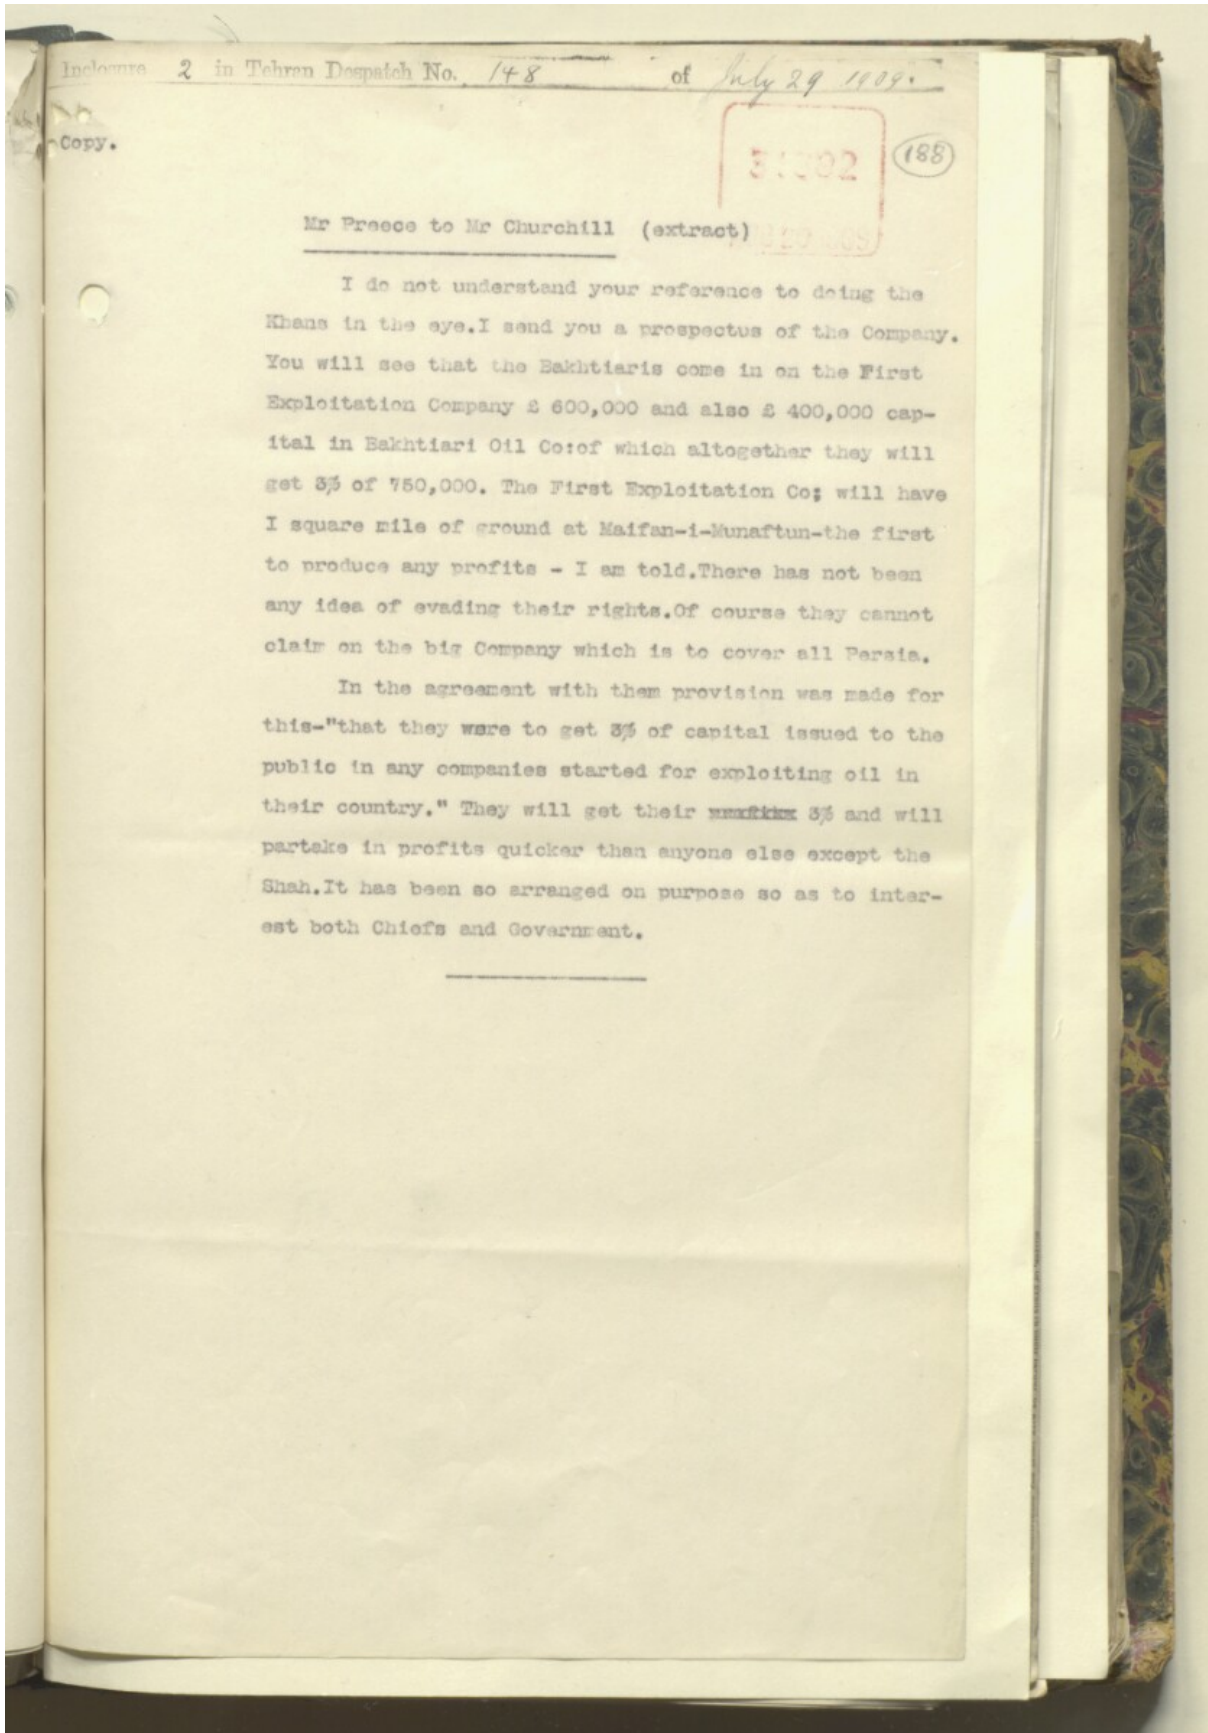 Inclosure 2 in Tehran Despatch No. 148 of July 29 1909.
Copy.
188
Mr Preece to Mr Churchill (extract)
I do not understand your reference to doing the
Khans in the eye.I send you a prospectus of the Company.
You will see that the Bakhtiaris come in on the First
Exploitation Company £ 600,000 and also £ 400,000 cap-
ital in Bakhtiari Oil Co:of which altogether they will
get 3% of 750,000. The First Exploitation Co; will have
I square mile of ground at Maifan-i-Munaftun-the first
to produce any profits - I am told.There has not been
any idea of evading their rights.Of course they cannot
claim on the big Company which is to cover all Persia.
In the agreement with them provision was made for
this-"that they were to get 3% of capital issued to the
public in any companies started for exploiting oil in
their country." They will get their 3% and will
partake in profits quicker than anyone else except the
Shah.It has been so arranged on purpose so as to inter-
est both Chiefs and Government.